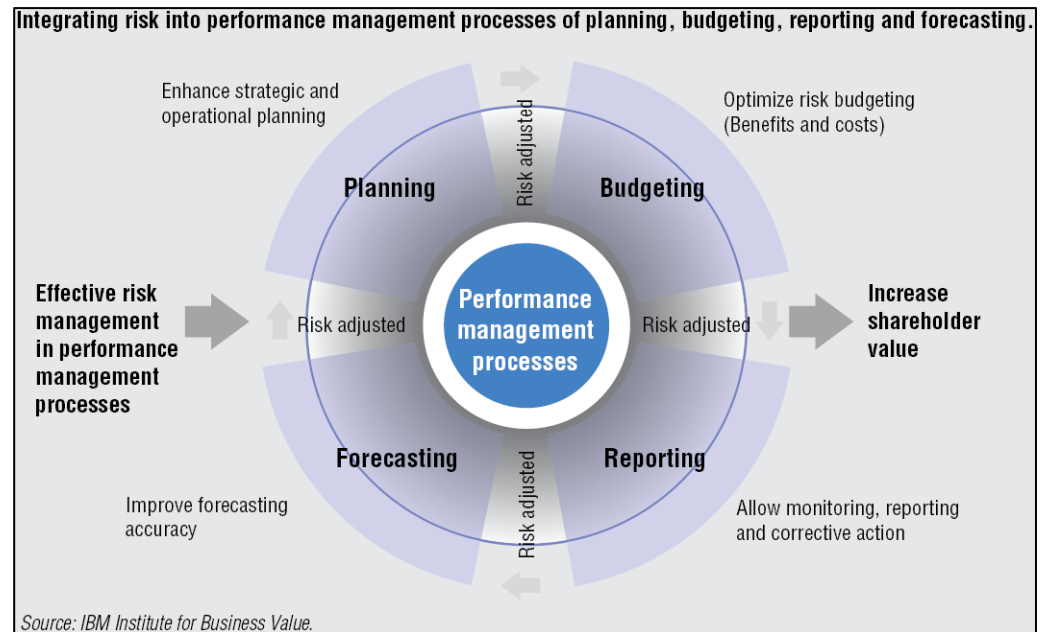 Integrating risk into performance management processes of planning, budgeting, reporting and forecasting.
Enhance strategic and
operational planning
Optimize risk budgeting
(Benefits and costs)
Risk adjusted
Planning
Budgeting
Effective risk
management
in performance
management
processes
Risk adjusted
Performance
management
processes
Risk adjusted
Increase
shareholder
value
Forecasting
Reporting
Risk adjusted
Improve forecasting
accuracy
Allow monitoring, reporting
and corrective action
Source: IBM Institute for Business Value.